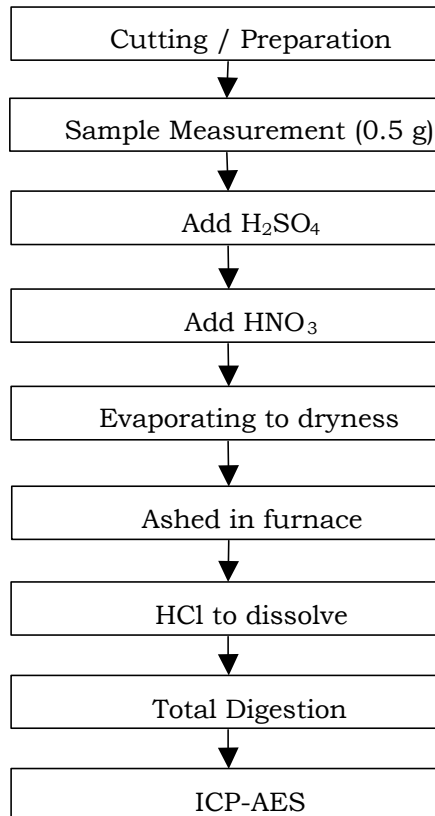 Cutting / Preparation
Sample Measurement (0.5 g)
Add H₂SO₄
Add HNO₃
Evaporating to dryness
Ashed in furnace
HCl to dissolve
Total Digestion
ICP-AES